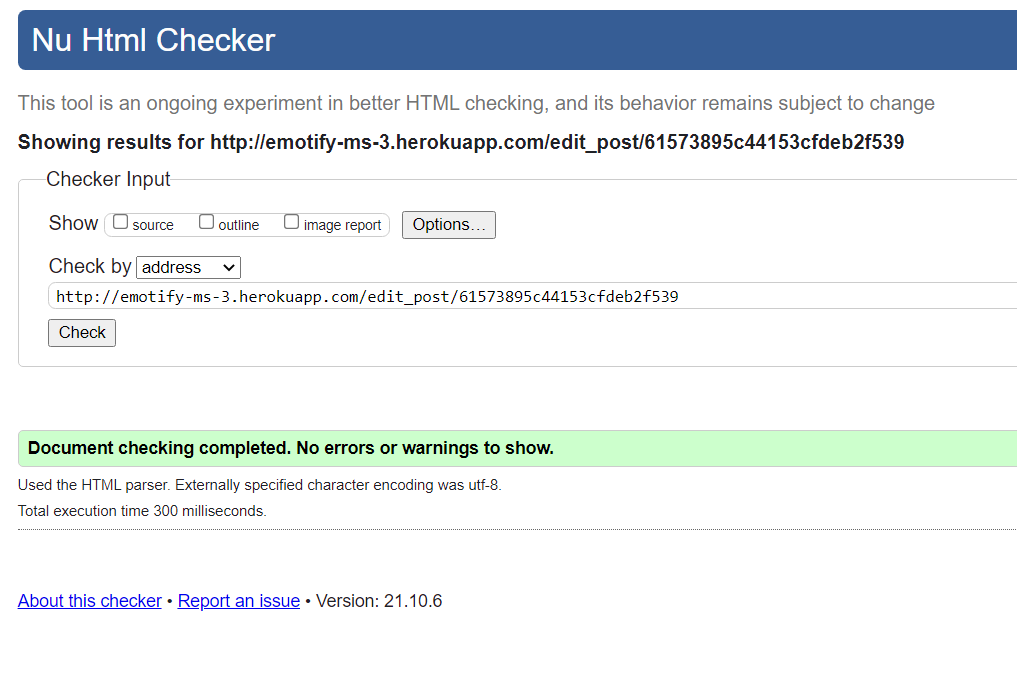 Nu Html Checker
This tool is an ongoing experiment in better HTML checking, and its behavior remains subject to change
Showing results for http://emotify-ms-3.herokuapp.com/edit_post/61573895c44153cfdeb2f539
Checker Input
Show source outline image report Options...
Check by address
http://emotify-ms-3.herokuapp.com/edit_post/61573895c44153cfdeb2f539
Check
Document checking completed. No errors or warnings to show.
Used the HTML parser. Externally specified character encoding was utf-8.
Total execution time 300 milliseconds.
About this checker • Report an issue • Version: 21.10.6